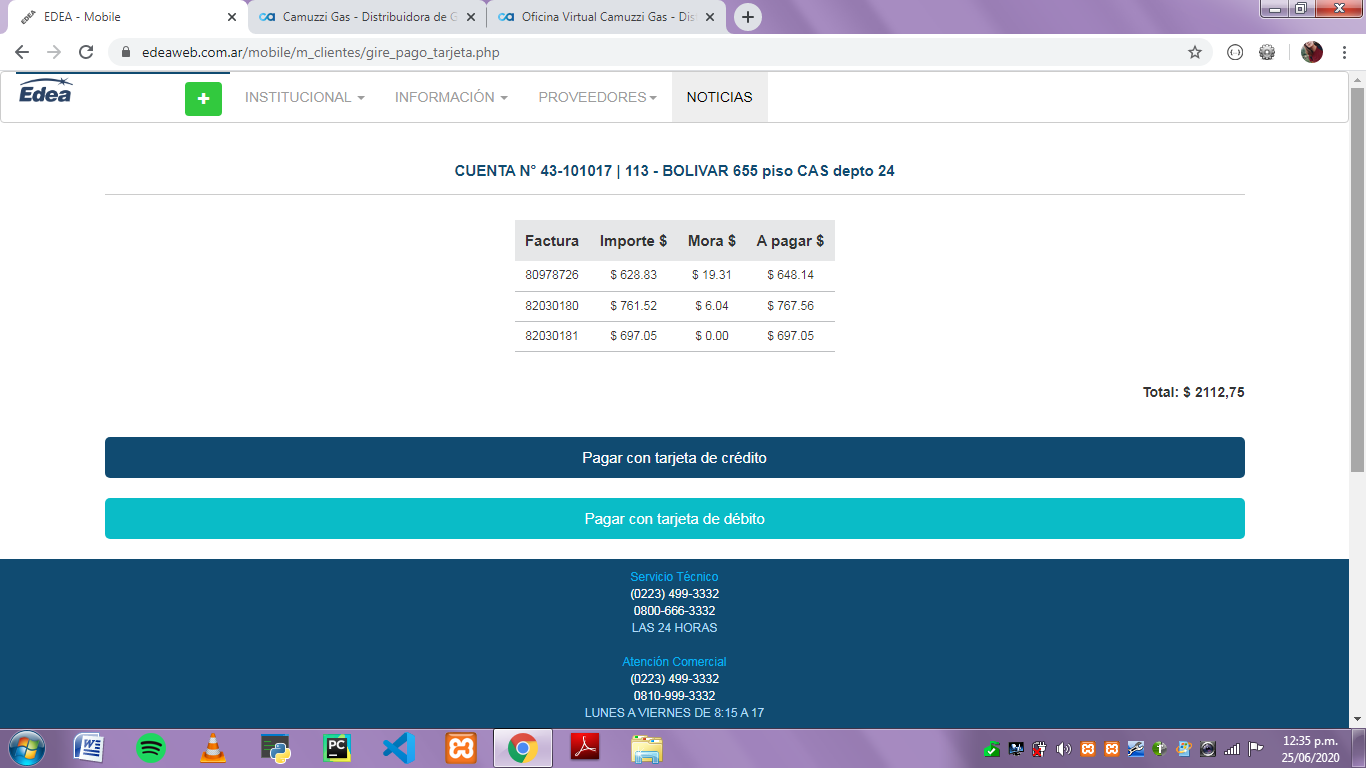 EDEA - Mobile
Camuzzi Gas - Distribuidora de G
Oficina Virtual Camuzzi Gas - Dis
edeaweb.com.ar/mobile/m_clientes/gire_pago_tarjeta.php
Edea
INSTITUCIONAL
INFORMACIÓN
PROVEEDORES
NOTICIAS
CUENTA N° 43-101017 | 113 - BOLIVAR 655 piso CAS depto 24
Factura Importe $ Mora $ A pagar $
80978726 $ 628.83 $ 19.31 $ 648.14
82030180 $ 761.52 $ 6.04 $ 767.56
82030181 $ 697.05 $ 0.00 $ 697.05
Total: $ 2112,75
Pagar con tarjeta de crédito
Pagar con tarjeta de débito
Servicio Técnico
(0223) 499-3332
0800-666-3332
LAS 24 HORAS
Atención Comercial
(0223) 499-3332
0810-999-3332
LUNES A VIERNES DE 8:15 A 17
PC
12:35 p.m.
25/06/2020